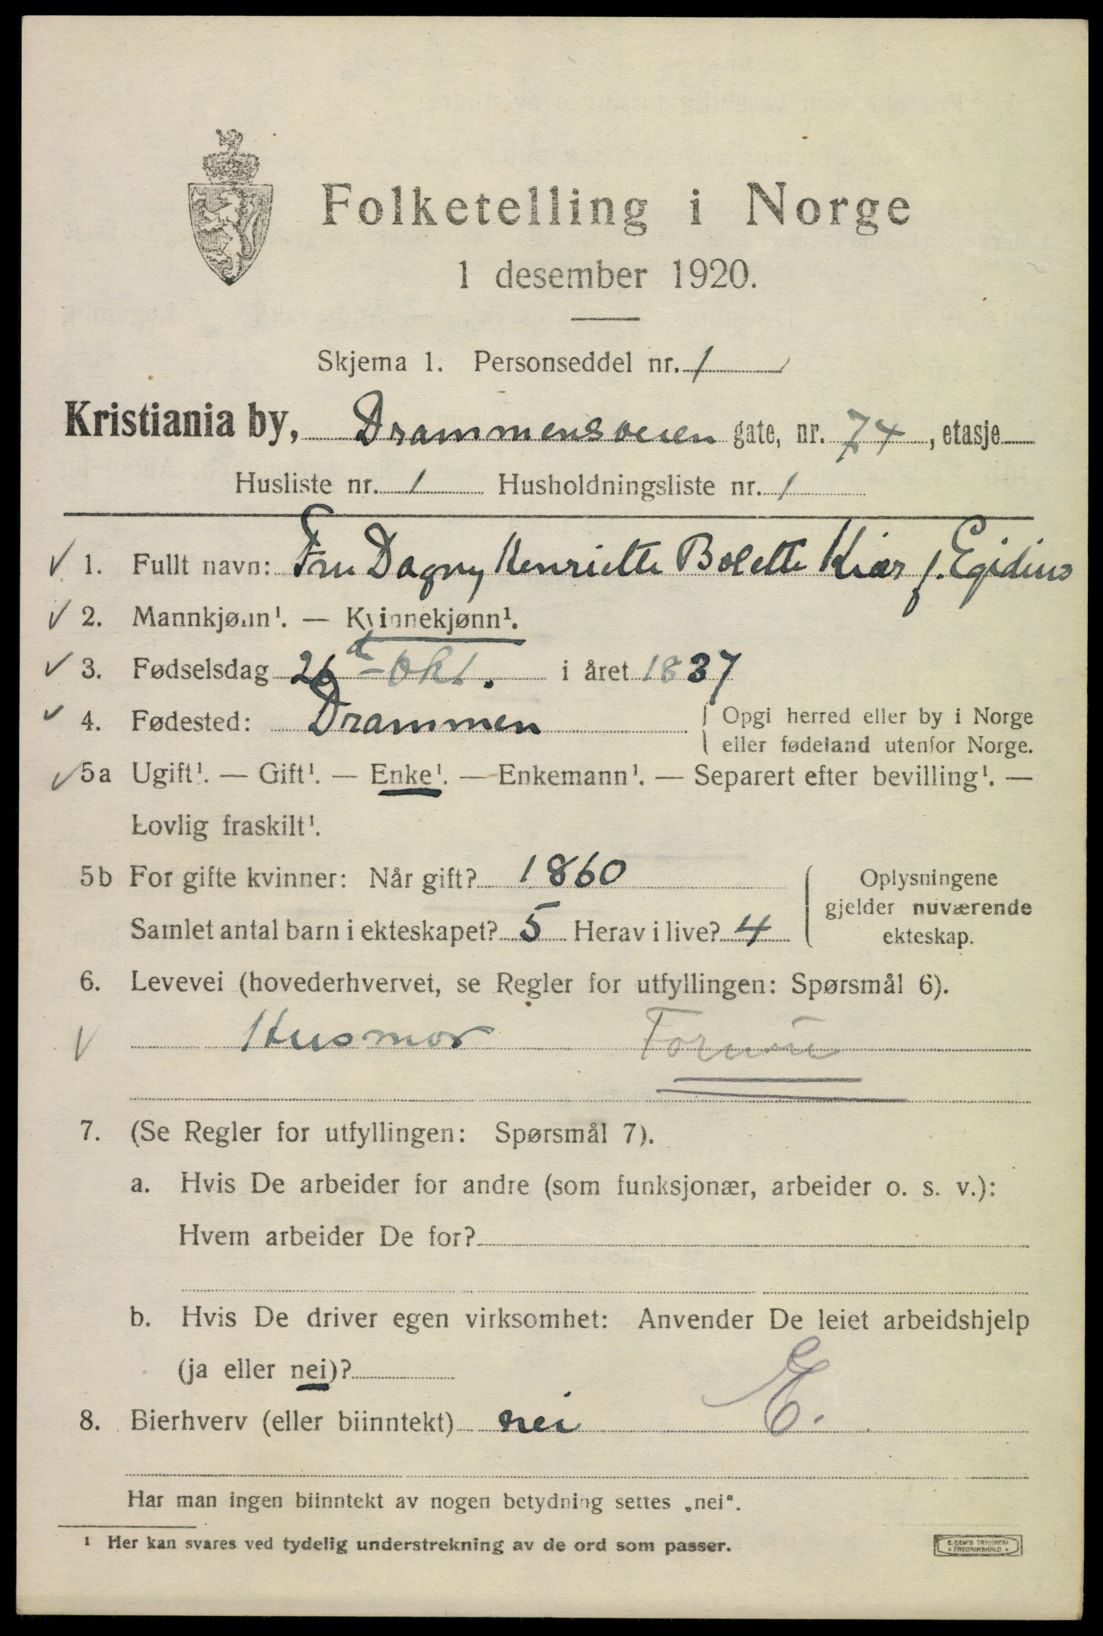 Folketelling i Norge
1 desember 1920.
Skjema 1. Personseddel nr. 1
Kristiania by, Drammensveien gate, nr. 74, etasje
Husliste nr. 1 Husholdningsliste nr. 1
✓ 1. Fullt navn: Fru Dagny Henriette Bolette Kiær f. Egidius
✓ 2. Mannkjønn¹. — Kvinnekjønn¹.
✓ 3. Fødselsdag 26 de Okt. i året 1837
✓ 4. Fødested: Drammen { Opgi herred eller by i Norge
eller fødeland utenfor Norge.
✓ 5a Ugift¹. — Gift¹. — Enke¹. — Enkemann¹. — Separert efter bevilling¹. —
Lovlig fraskilt¹.
5b For gifte kvinner: Når gift? 1860
Samlet antal barn i ekteskapet? 5 Herav i live? 4
{ Oplysningene
gjelder nuværende
ekteskap.
6. Levevei (hovederhvervet, se Regler for utfyllingen: Spørsmål 6).
✓ Husmor Formue
7. (Se Regler for utfyllingen: Spørsmål 7).
a. Hvis De arbeider for andre (som funksjonær, arbeider o. s. v.):
Hvem arbeider De for?
b. Hvis De driver egen virksomhet: Anvender De leiet arbeidshjelp
(ja eller nei)?
E.
8. Bierhverv (eller biinntekt) nei
Har man ingen biinntekt av nogen betydning settes „nei“.
¹ Her kan svares ved tydelig understrekning av de ord som passer.
E. SEM'S TRYKKERI
FREDRIKSHALD